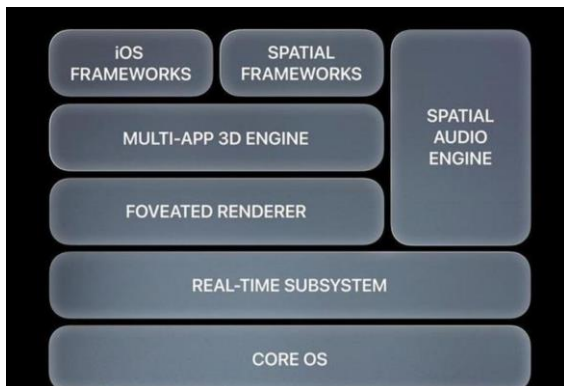 iOS
FRAMEWORKS
SPATIAL
FRAMEWORKS
MULTI-APP 3D ENGINE
SPATIAL
AUDIO
ENGINE
FOVEATED RENDERER
REAL-TIME SUBSYSTEM
CORE OS